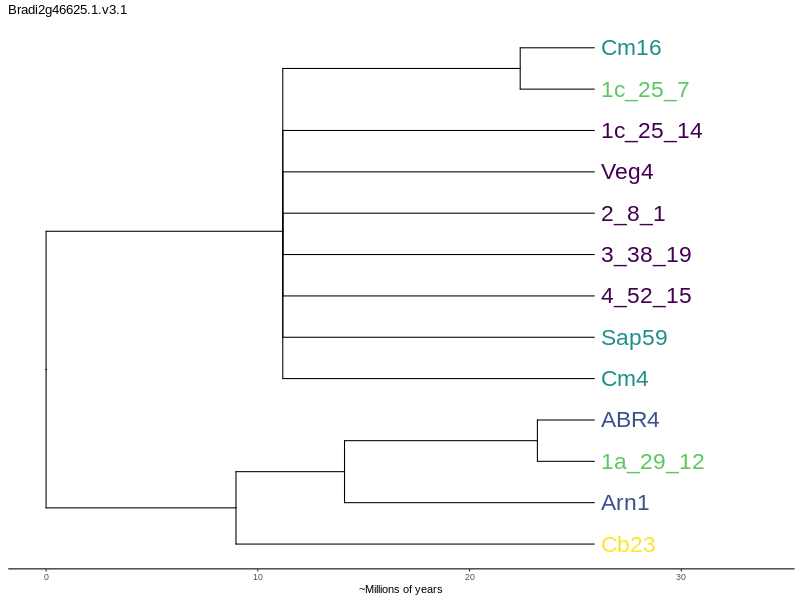 Bradi2g46625.1.v3.1
Cm16
1c_25_7
1c_25_14
Veg4
2_8_1
3_38_19
4_52_15
Sap59
Cm4
ABR4
1a_29_12
Arn1
Cb23
0 10 20 30
~Millions of years